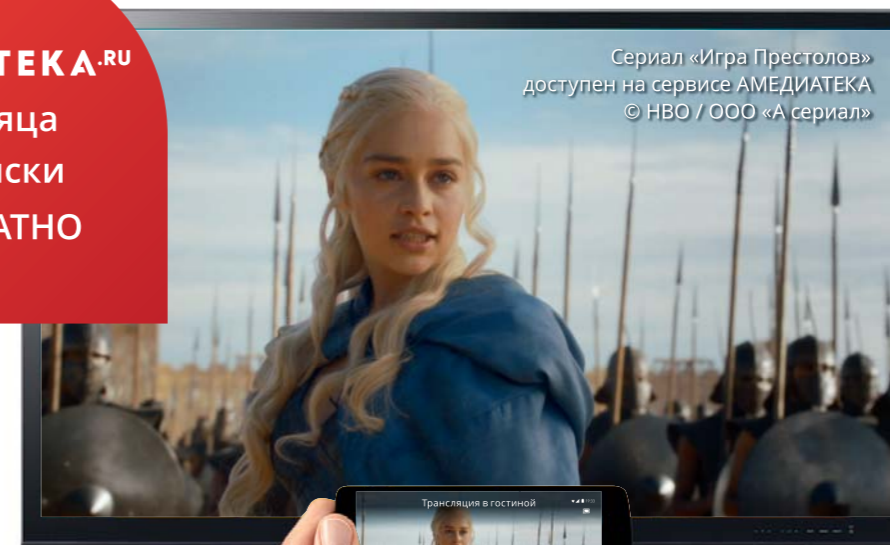 ТЕКА.RU
яца
иски
АТНО
Сериал «Игра Престолов»
доступен на сервисе АМЕДИАТЕКА
© HBO / ООО «А сериал»
Трансляция в гостиной